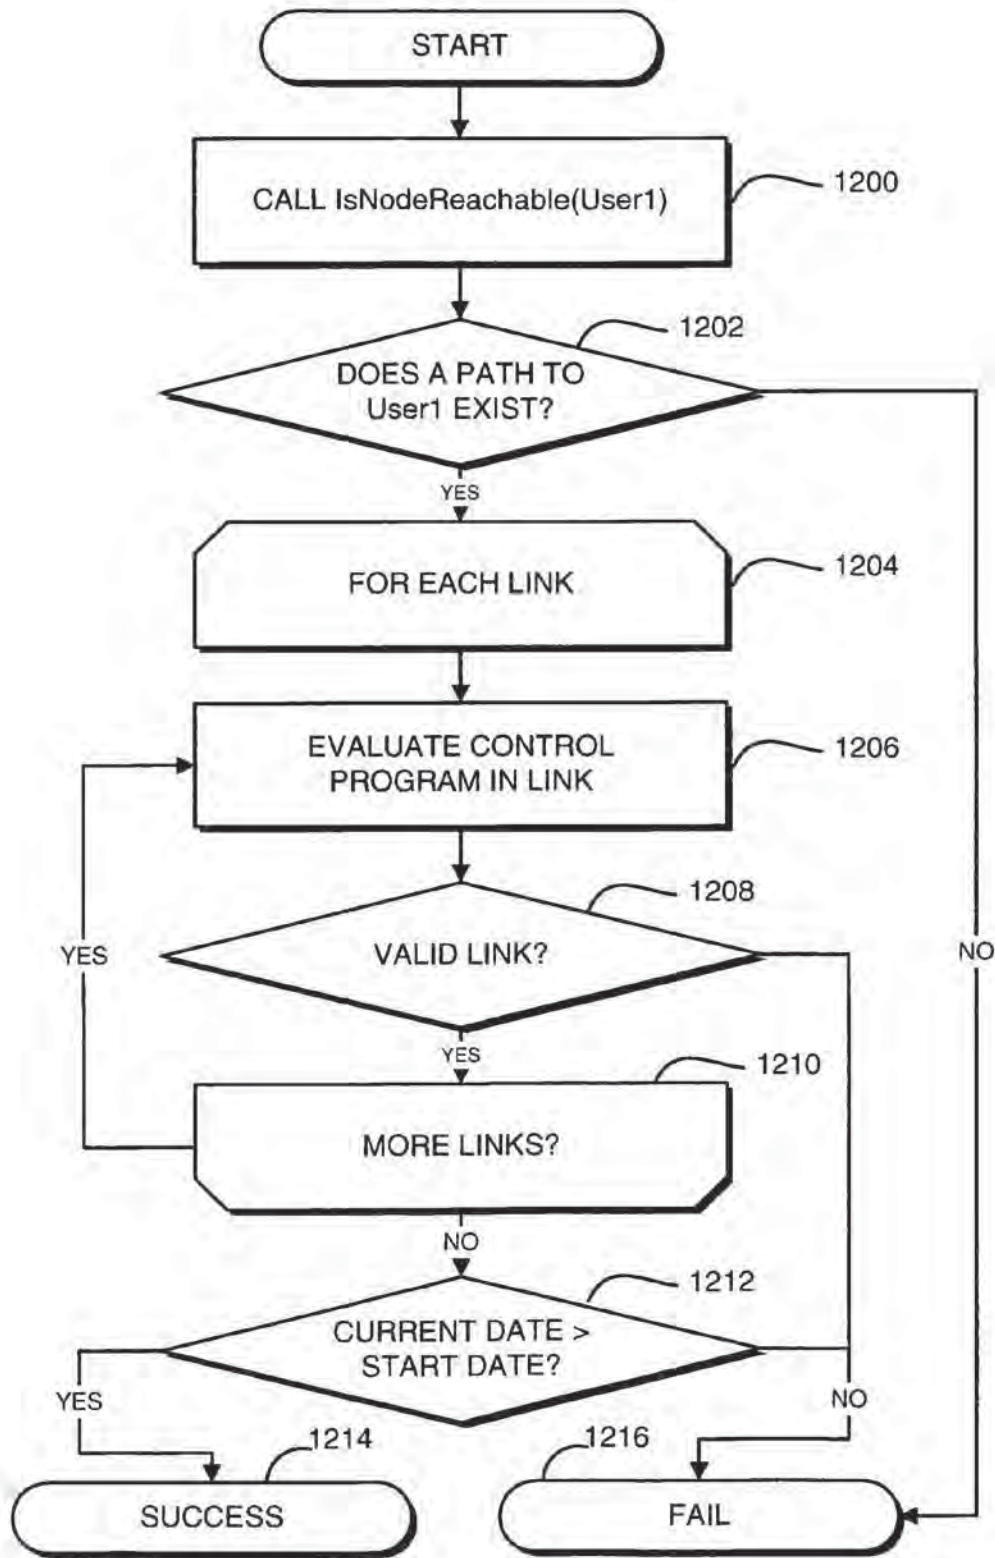 START
CALL IsNodeReachable(User1)
1200
1202
DOES A PATH TO
User1 EXIST?
YES
FOR EACH LINK
1204
EVALUATE CONTROL
PROGRAM IN LINK
1206
1208
VALID LINK?
YES
NO
YES
1210
MORE LINKS?
NO
1212
CURRENT DATE >
START DATE?
YES
NO
1214
1216
SUCCESS
FAIL